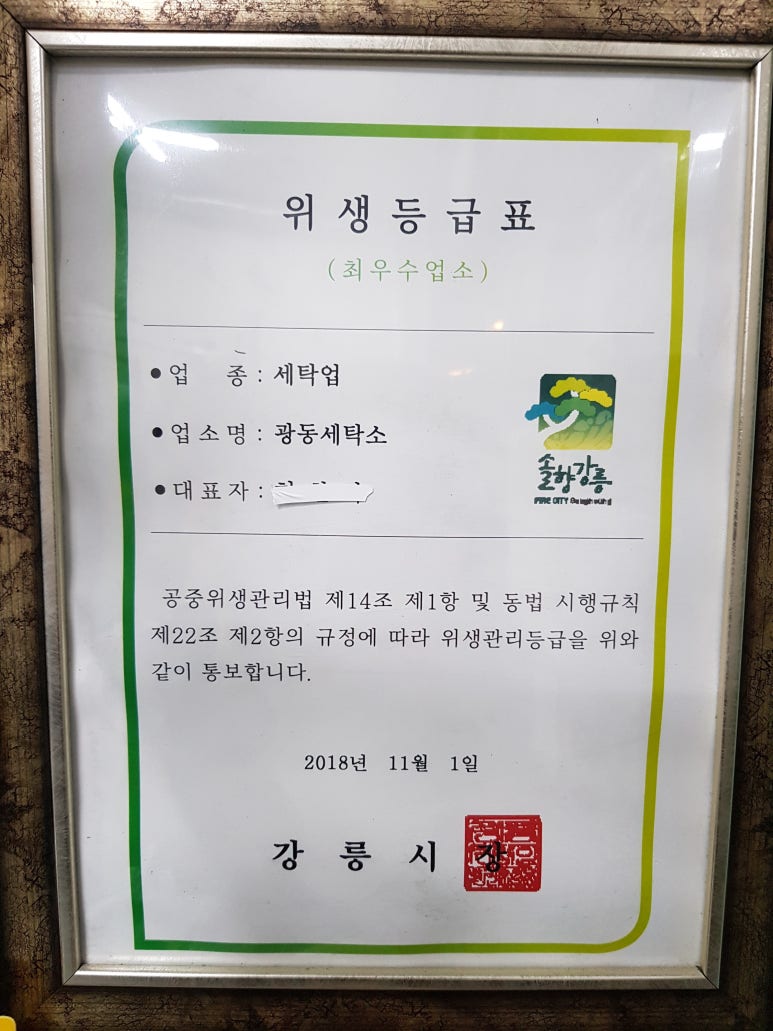 위생등급표
(최우수업소)
● 업 종 : 세탁업
● 업소명 : 광동세탁소
● 대표자 :
솔향강릉
PINE CITY Gangneung
공중위생관리법 제14조 제1항 및 동법 시행규칙
제22조 제2항의 규정에 따라 위생관리등급을 위와
같이 통보합니다.
2018년 11월 1일
강릉시장